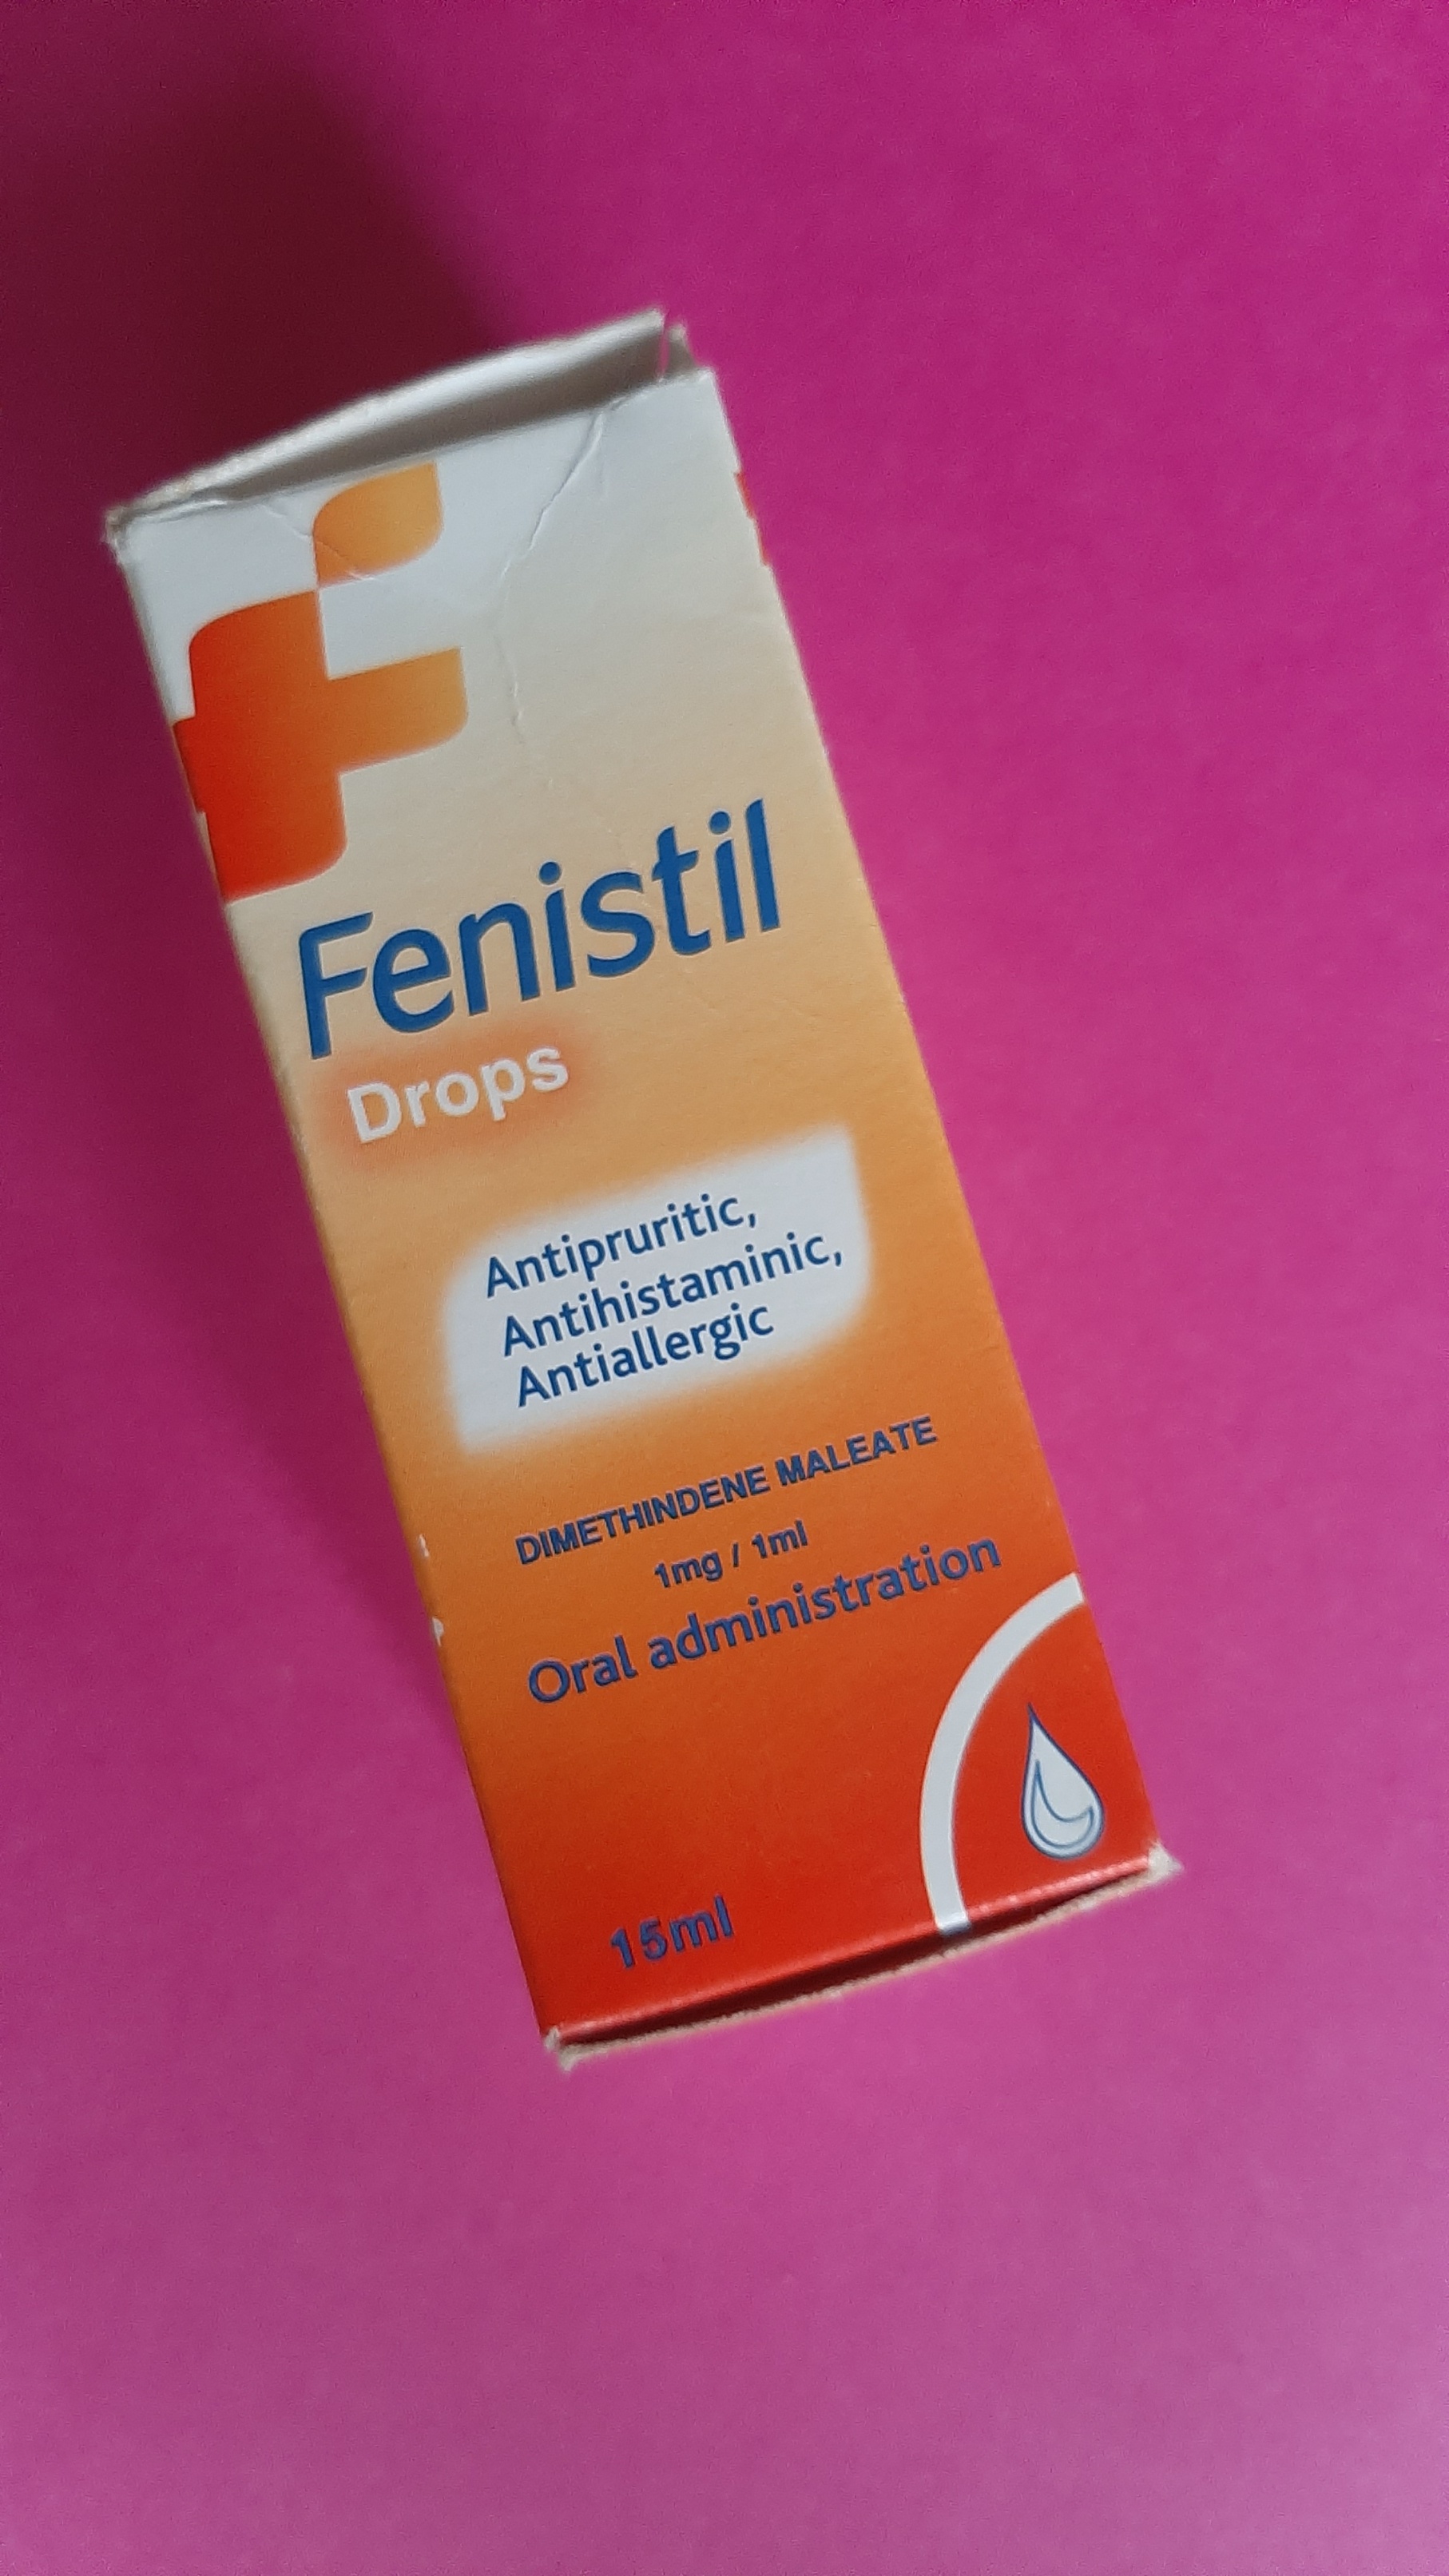 Fenistil
Drops
Antipruritic,
Antihistaminic,
Antiallergic
DIMETHINDENE MALEATE
1mg / 1ml
Oral administration
15ml